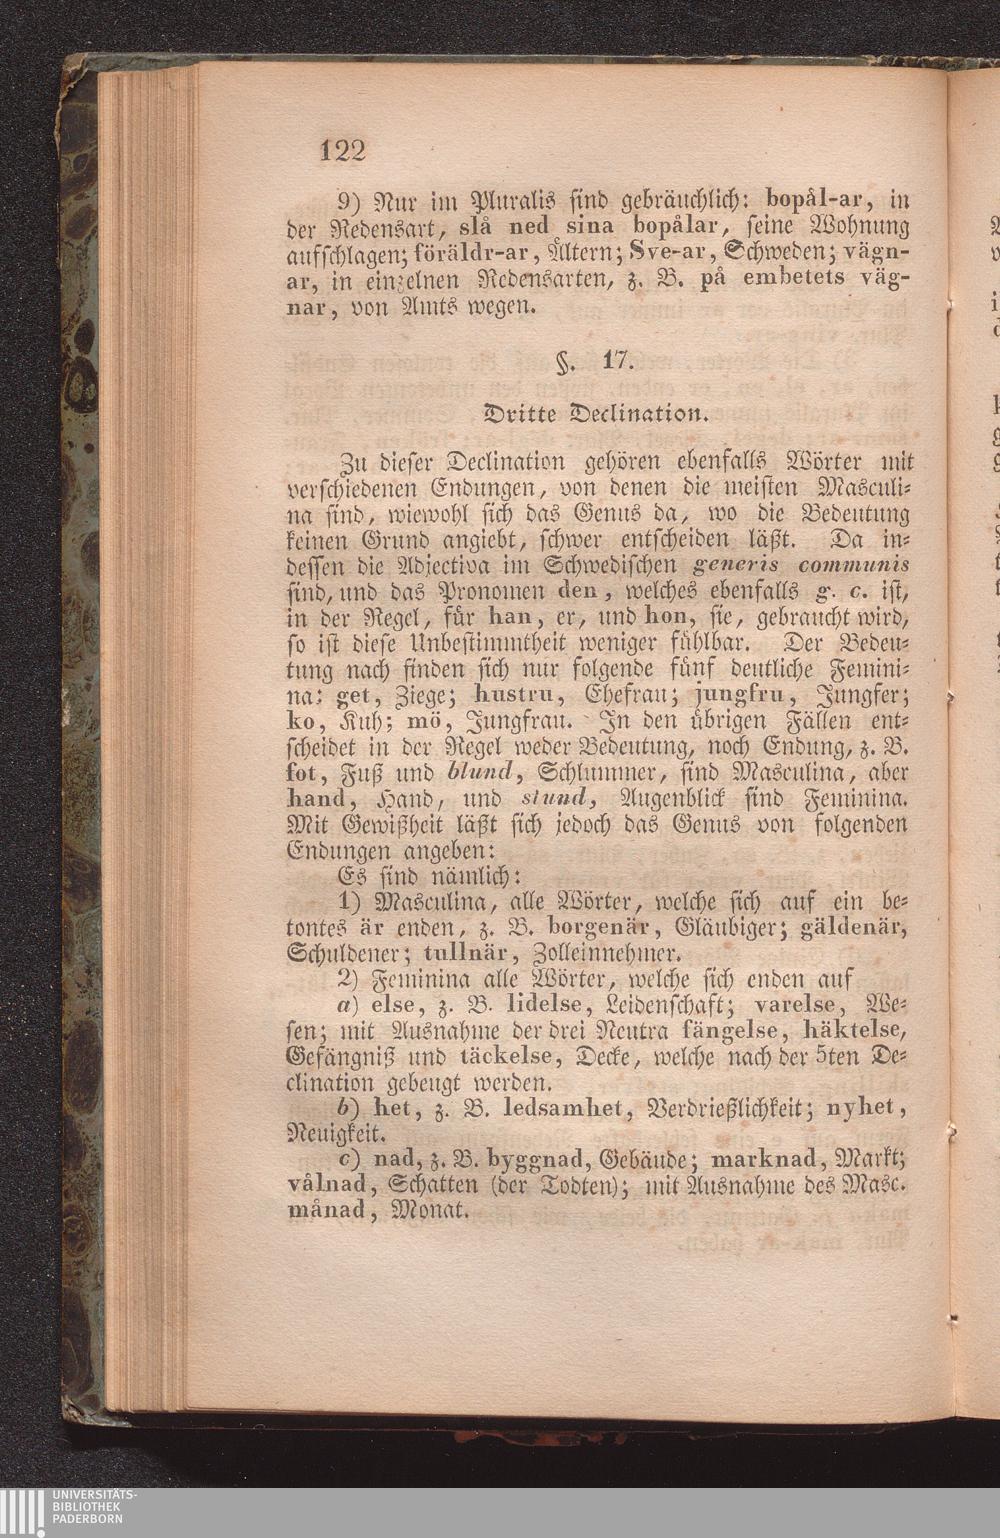 122
9) Nur im Pluralis sind gebräuchlich: bopål-ar, in
der Redensart, slå ned sina bopålar, seine Wohnung
aufschlagen; föräldr-ar, Ältern; Sve-ar, Schweden; vägn-
ar, in einzelnen Redensarten, z. B. på embetets väg-
nar, von Amts wegen.
§. 17.
Dritte Declination.
Zu dieser Declination gehören ebenfalls Wörter mit
verschiedenen Endungen, von denen die meisten Masculi-
na sind, wiewohl sich das Genus da, wo die Bedeutung
keinen Grund angiebt, schwer entscheiden läßt. Da in-
dessen die Adjectiva im Schwedischen generis communis
sind, und das Pronomen den, welches ebenfalls g. c. ist,
in der Regel, für han, er, und hon, sie, gebraucht wird,
so ist diese Unbestimmtheit weniger fühlbar. Der Bedeu-
tung nach finden sich nur folgende fünf deutliche Femini-
na: get, Ziege; hustru, Ehefrau; jungfru, Jungfer;
ko, Kuh; mö, Jungfrau. In den übrigen Fällen ent-
scheidet in der Regel weder Bedeutung, noch Endung, z. B.
fot, Fuß und blund, Schlummer, sind Masculina, aber
hand, Hand, und stund, Augenblick sind Feminina.
Mit Gewißheit läßt sich jedoch das Genus von folgenden
Endungen angeben:
Es sind nämlich:
1) Masculina, alle Wörter, welche sich auf ein be-
tontes är enden, z. B. borgenär, Gläubiger; gäldenär,
Schuldener; tullnär, Zolleinnehmer.
2) Feminina alle Wörter, welche sich enden auf
a) else, z. B. lidelse, Leidenschaft; varelse, We-
sen; mit Ausnahme der drei Neutra fängelse, häktelse,
Gefängniß und täckelse, Decke, welche nach der 5ten De-
clination gebeugt werden.
b) het, z. B. ledsamhet, Verdrießlichkeit; nyhet,
Neuigkeit.
c) nad, z. B. byggnad, Gebäude; marknad, Markt;
vålnad, Schatten (der Todten); mit Ausnahme des Masc.
månad, Monat.
UNIVERSITÄTS-
BIBLIOTHEK
PADERBORN